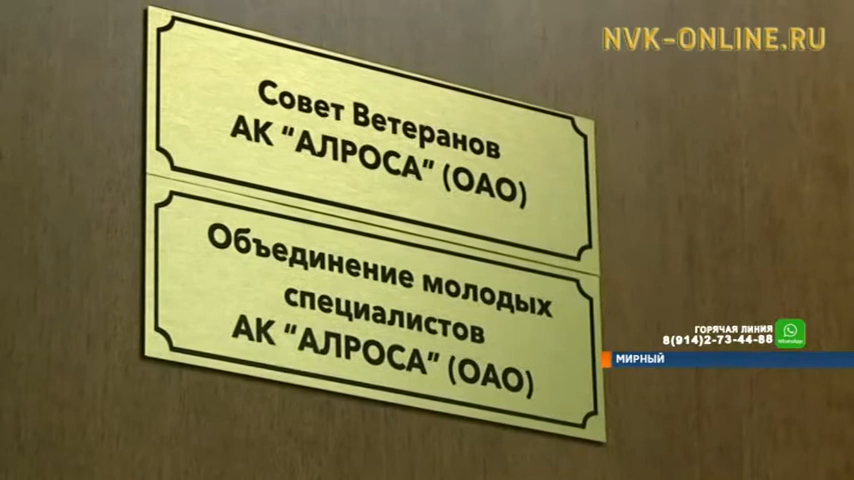 NVK-ONLINE.RU
Совет Ветеранов
АК “АЛРОСА” (ОАО)
Объединение молодых
специалистов
АК “АЛРОСА” (ОАО)
ГОРЯЧАЯ ЛИНИЯ
8(914)2-73-44-88
WhatsApp
МИРНЫЙ